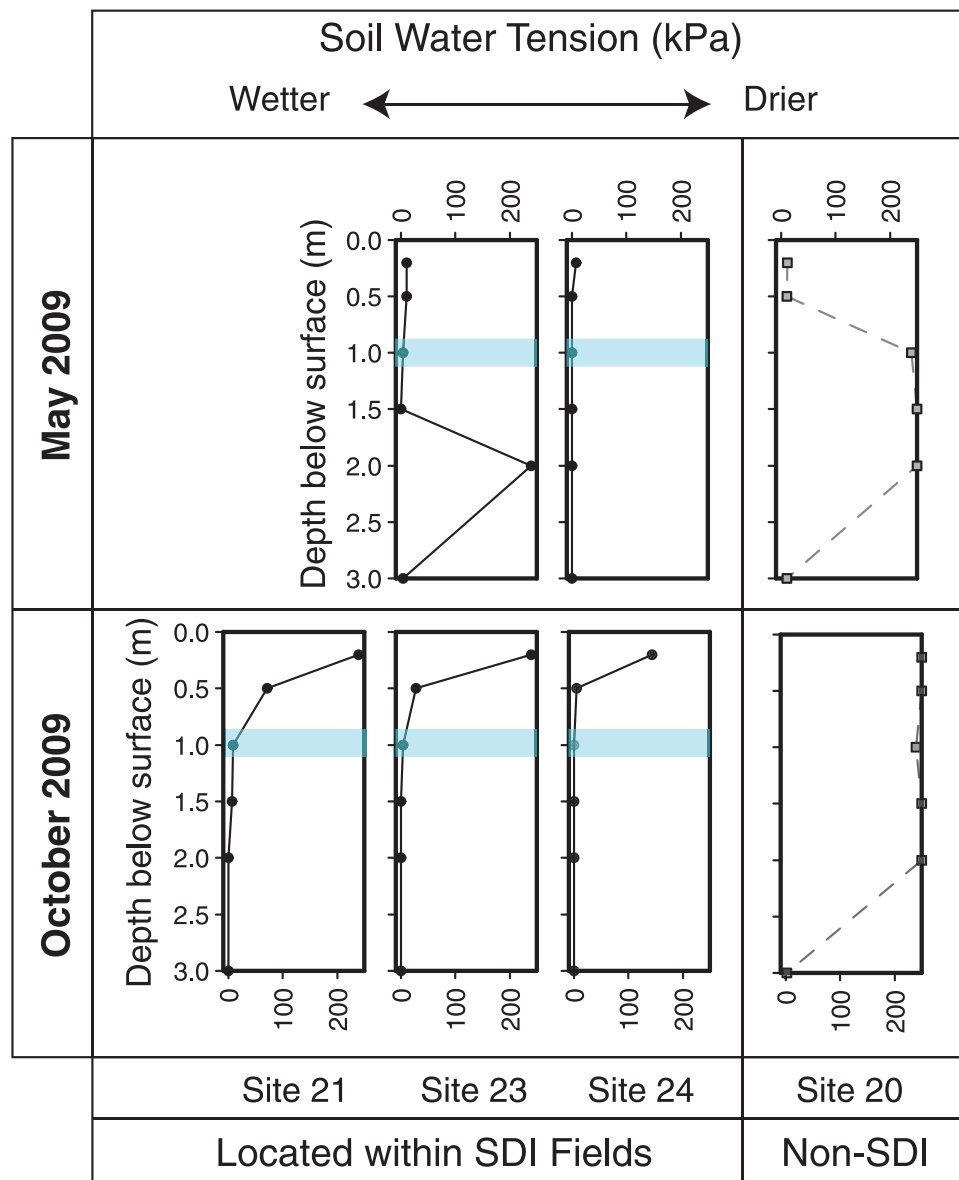 Soil Water Tension (kPa)
Wetter Drier
May 2009
Depth below surface (m)
0 100 200
0 100 200
0 100 200
0.0
0.5
1.0
1.5
2.0
2.5
3.0
October 2009
Depth below surface (m)
0.0
0.5
1.0
1.5
2.0
2.5
3.0
0 100 200
0 100 200
0 100 200
0 100 200
Site 21 Site 23 Site 24 Site 20
Located within SDI Fields Non-SDI